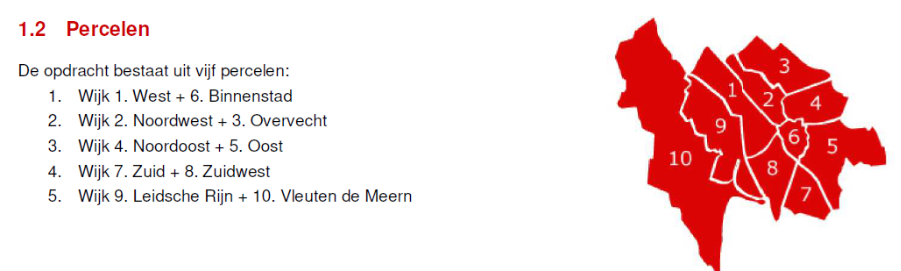 1.2 Percelen
De opdracht bestaat uit vijf percelen:
1. Wijk 1. West + 6. Binnenstad
2. Wijk 2. Noordwest + 3. Overvecht
3. Wijk 4. Noordoost + 5. Oost
4. Wijk 7. Zuid + 8. Zuidwest
5. Wijk 9. Leidsche Rijn + 10. Vleuten de Meern
3
1
2
4
9
6
5
10
8
7